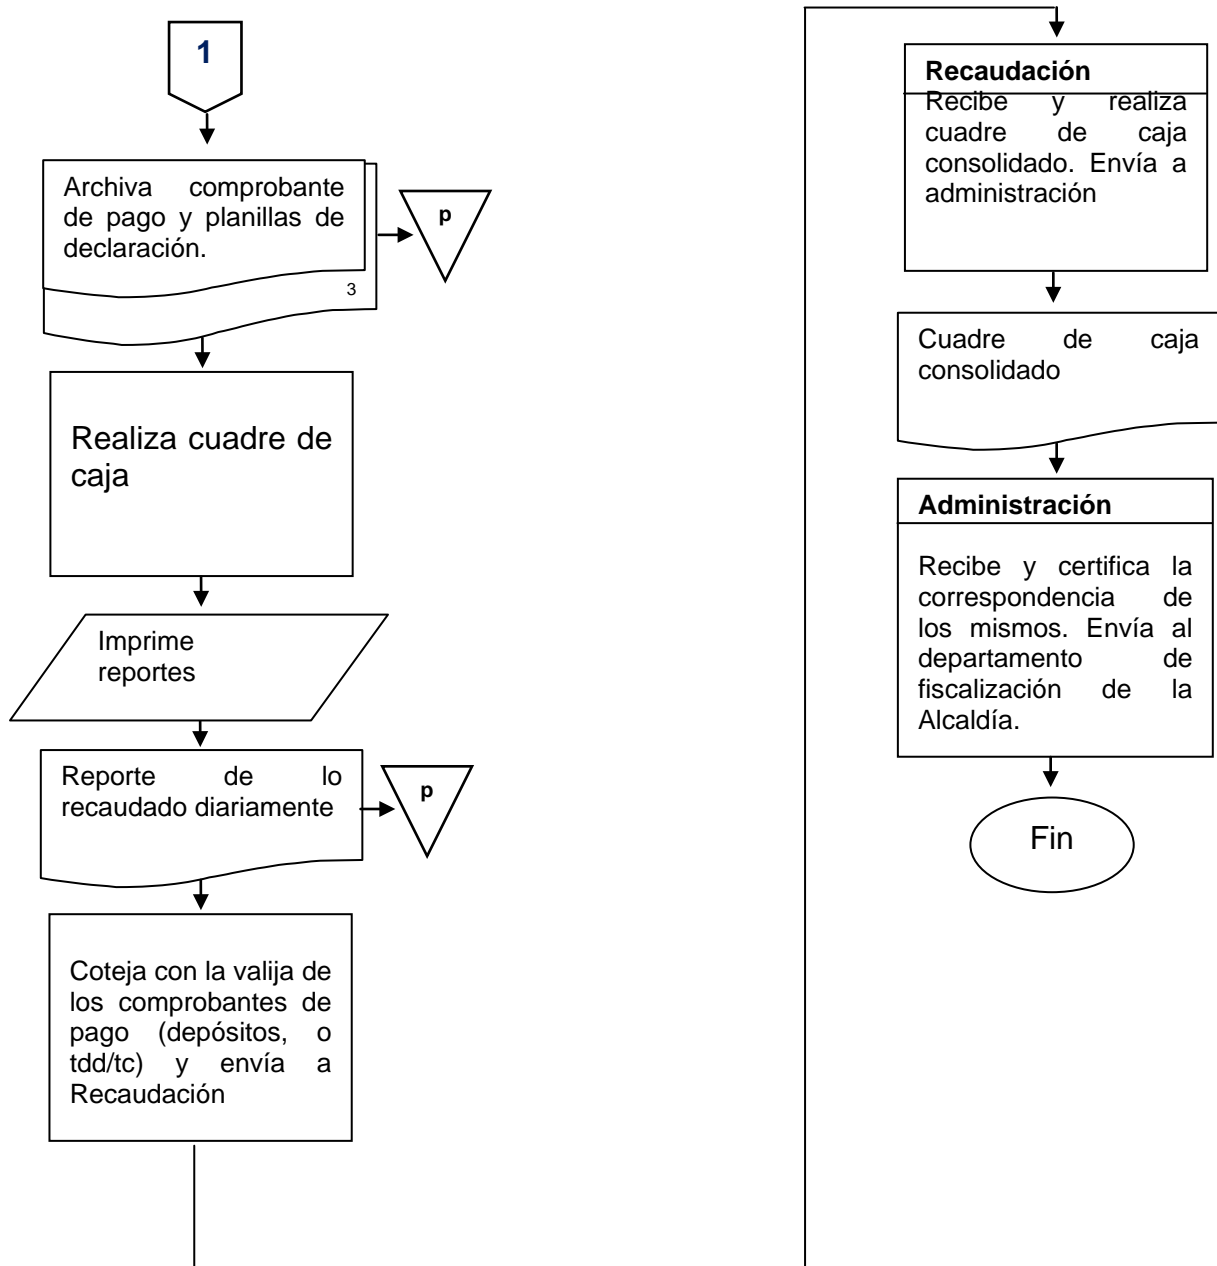 1
Archiva comprobante
de pago y planillas de
declaración.
3
p
Realiza cuadre de
caja
Imprime
reportes
Reporte de lo
recaudado diariamente
p
Coteja con la valija de
los comprobantes de
pago (depósitos, o
tdd/tc) y envía a
Recaudación
Recaudación
Recibe y realiza
cuadre de caja
consolidado. Envía a
administración
Cuadre de caja
consolidado
Administración
Recibe y certifica la
correspondencia de
los mismos. Envía al
departamento de
fiscalización de la
Alcaldía.
Fin